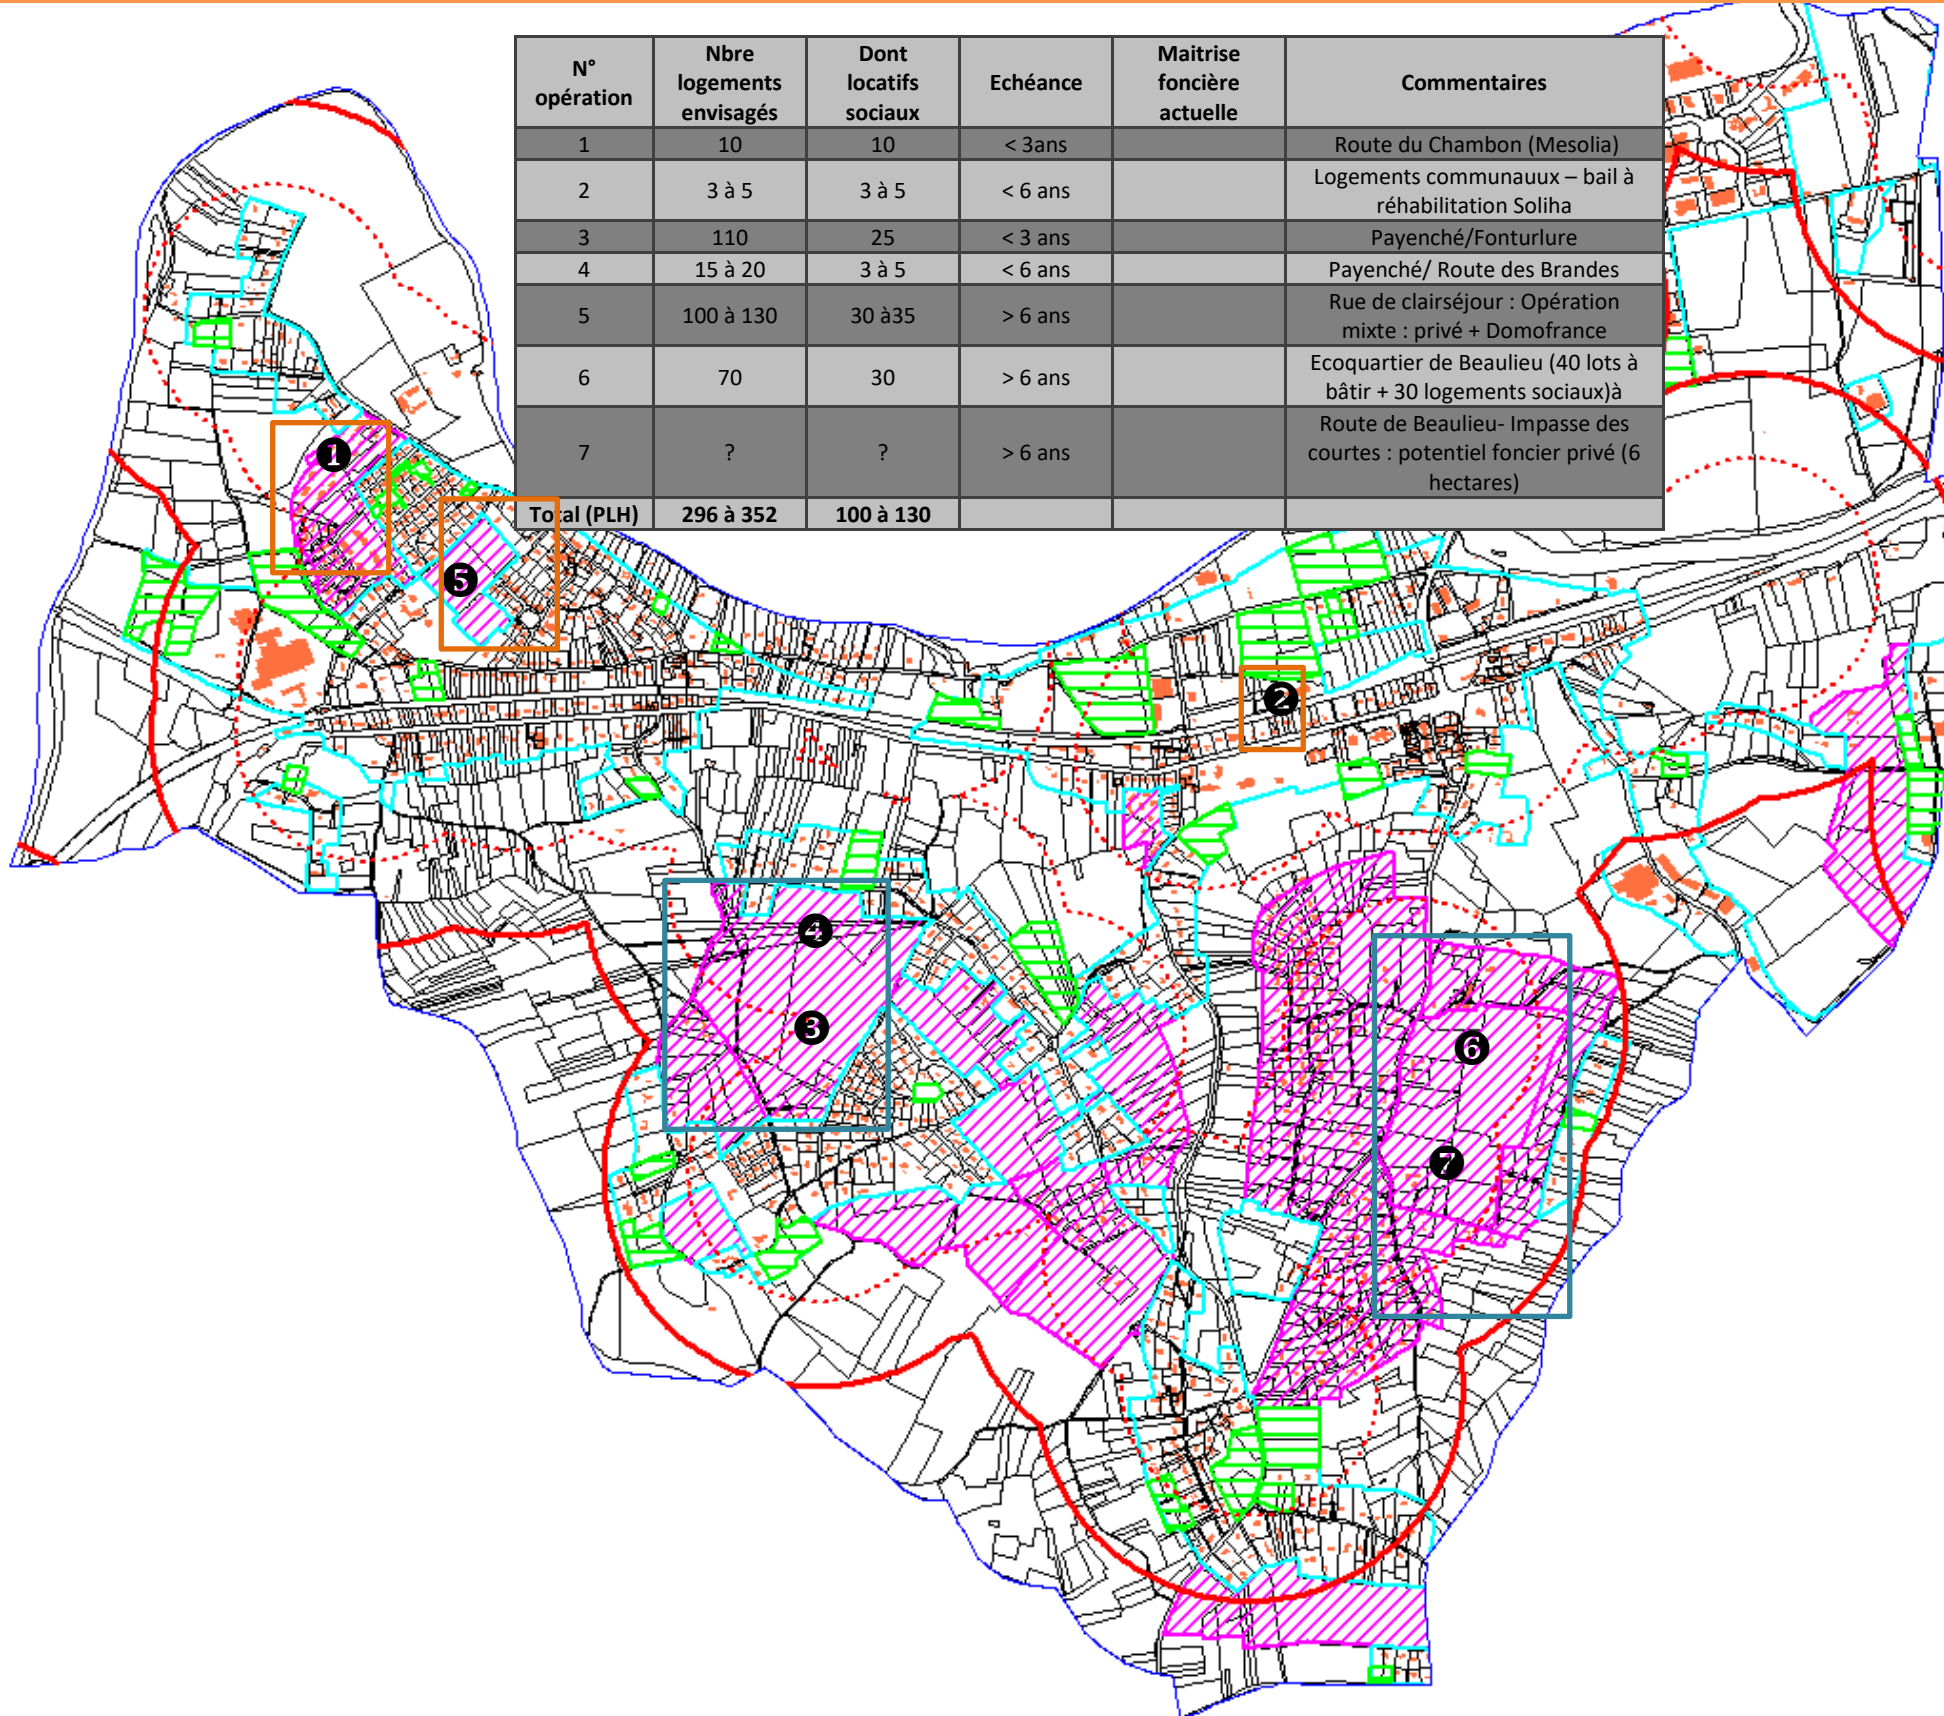 N° opération Nbre logements envisagés Dont locatifs sociaux Echéance Maitrise foncière actuelle Commentaires
1 10 10 < 3ans Route du Chambon (Mesolia)
2 3 à 5 3 à 5 < 6 ans Logements communauux – bail à réhabilitation Soliha
3 110 25 < 3 ans Payenché/Fonturlure
4 15 à 20 3 à 5 < 6 ans Payenché/ Route des Brandes
5 100 à 130 30 à35 > 6 ans Rue de clairséjour : Opération mixte : privé + Domofrance
6 70 30 > 6 ans Ecoquartier de Beaulieu (40 lots à bâtir + 30 logements sociaux)à
7 ? ? > 6 ans Route de Beaulieu- Impasse des courtes : potentiel foncier privé (6 hectares)
Total (PLH) 296 à 352 100 à 130
1
5
2
4
3
6
7